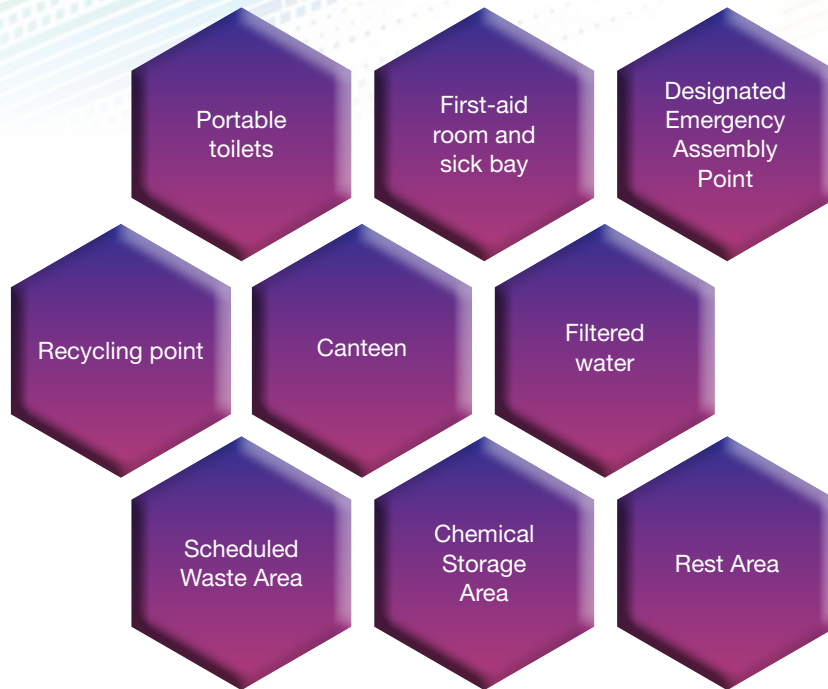 Portable
toilets
First-aid
room and
sick bay
Designated
Emergency
Assembly
Point
Recycling point
Canteen
Filtered
water
Scheduled
Waste Area
Chemical
Storage
Area
Rest Area